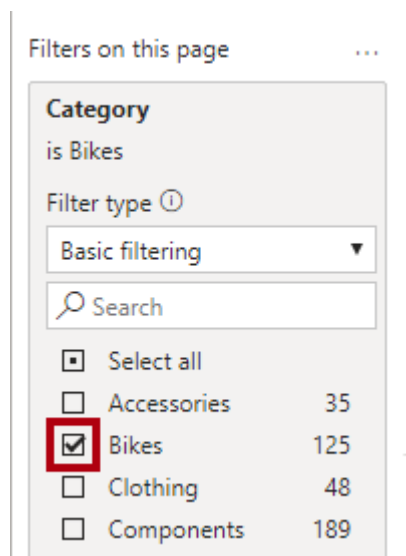 Filters on this page ...
Category
is Bikes
Filter type ⓘ
Basic filtering
Search
Select all
Accessories 35
Bikes 125
Clothing 48
Components 189